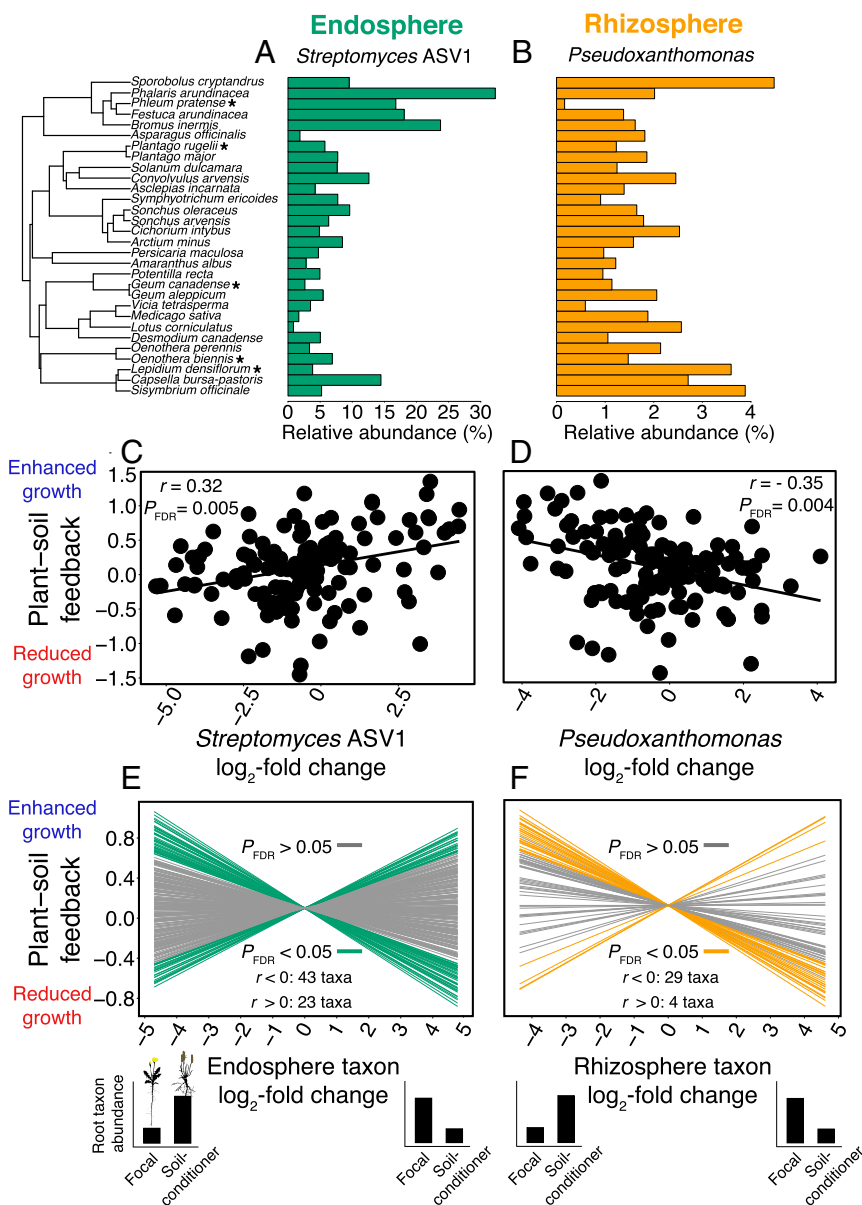 Endosphere
Rhizosphere
A
Streptomyces ASV1
B
Pseudoxanthomonas
Sporobolus cryptandrus
Phalaris arundinacea
Phleum pratense *
Festuca arundinacea
Bromus inermis
Asparagus officinalis
Plantago rugelii *
Plantago major
Solanum dulcamara
Convolyulus arvensis
Asclepias incarnata
Symphyotrichum ericoides
Sonchus oleraceus
Sonchus arvensis
Cichorium intybus
Arctium minus
Persicaria maculosa
Amaranthus albus
Potentilla recta
Geum canadense *
Geum aleppicum
Vicia tetrasperma
Medicago sativa
Lotus corniculatus
Desmodium canadense
Oenothera perennis
Oenothera biennis *
Lepidium densiflorum *
Capsella bursa-pastoris
Sisymbrium officinale
0 5 10 15 20 25 30
Relative abundance (%)
0 1 2 3 4
Relative abundance (%)
C
D
Enhanced
growth
Plant−soil
feedback
Reduced
growth
1.5
1.0
0.5
0.0
−0.5
−1.0
−1.5
r = 0.32
PFDR= 0.005
r = - 0.35
PFDR= 0.004
−5.0 −2.5 0 2.5
−4 −2 0 2 4
Streptomyces ASV1
log2-fold change
Pseudoxanthomonas
log2-fold change
E
F
Enhanced
growth
Plant−soil
feedback
Reduced
growth
0.8
0.4
0.0
−0.4
−0.8
PFDR > 0.05
PFDR < 0.05
r < 0: 43 taxa
r > 0: 23 taxa
PFDR > 0.05
PFDR < 0.05
r < 0: 29 taxa
r > 0: 4 taxa
−5 −4 −3 −2 −1 0 1 2 3 4 5
−4 −3 −2 −1 0 1 2 3 4 5
Endosphere taxon
log2-fold change
Rhizosphere taxon
log2-fold change
Root taxon
abundance
Focal
Soil-
conditioner
Focal
Soil-
conditioner
Focal
Soil-
conditioner
Focal
Soil-
conditioner